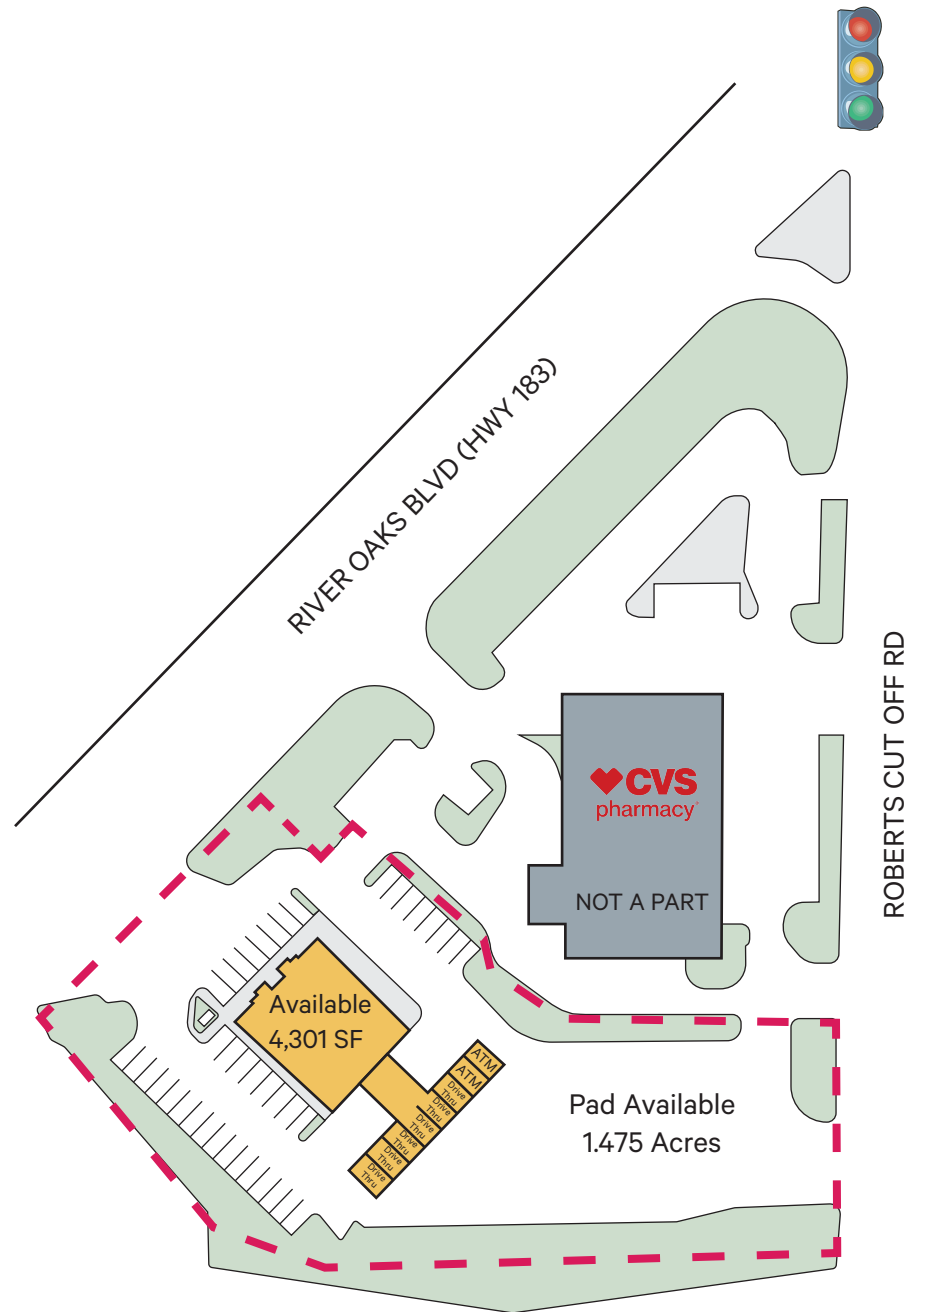 RIVER OAKS BLVD (HWY 183)
ROBERTS CUT OFF RD
CVS
pharmacy
NOT A PART
Available
4,301 SF
ATM
ATM
Drive
Thru
Drive
Thru
Drive
Thru
Drive
Thru
Drive
Thru
Pad Available
1.475 Acres